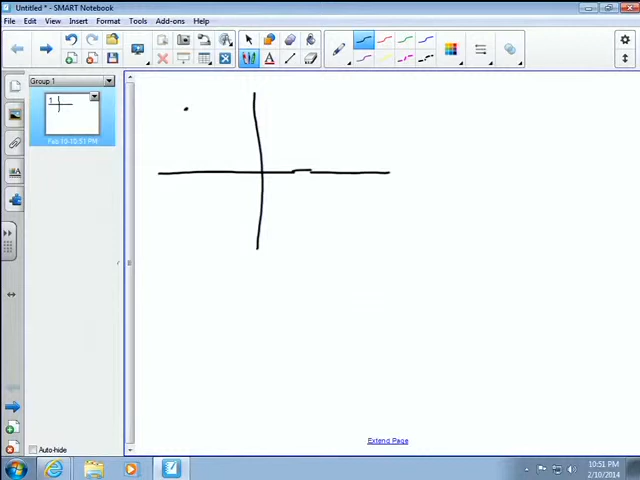 Untitled * - SMART Notebook
File Edit View Insert Format Tools Add-ons Help
Group 1
Feb 10-10:51 PM
Extend Page
Auto-hide
10:51 PM
2/10/2014